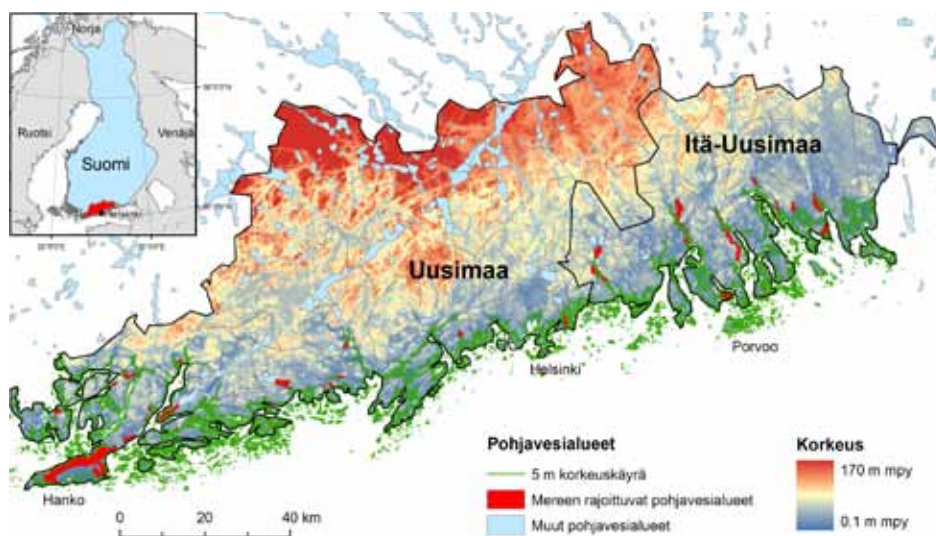 Norja
Ruotsi
Venäjä
Suomi
Itä-Uusimaa
Uusimaa
Helsinki
Porvoo
Hanko
Pohjavesialueet
5 m korkeuskäyrä
Mereen rajoittuvat pohjavesialueet
Muut pohjavesialueet
Korkeus
170 m mpy
0.1 m mpy
0 20 40 km